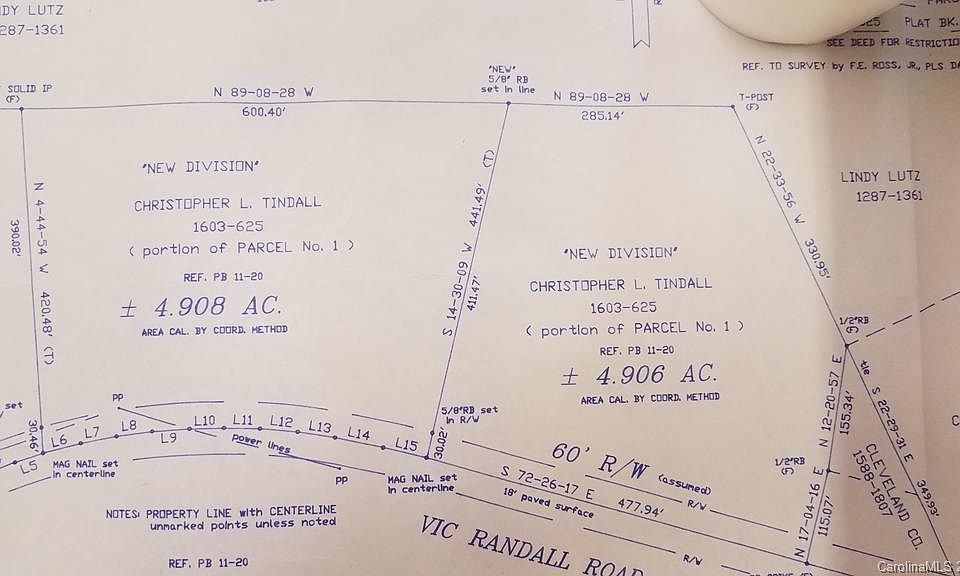 DY LUTZ
287-1361
SOLID IP
(F)
N 89-08-28 W
600.40'
"NEW"
5/8" RB
set in line
N 89-08-28 W
285.14'
T-POST
(F)
PLAT BK.
SEE DEED FOR RESTRICTIO
REF. TO SURVEY by F.E. ROSS, JR., PLS DA
LINDY LUTZ
1287-1361
"NEW DIVISION"
CHRISTOPHER L. TINDALL
1603-625
( portion of PARCEL No. 1 )
REF. PB 11-20
± 4.908 AC.
AREA CAL. BY COORD. METHOD
N 4-44-54 W 420.48' (T)
390.02'
30.46'
S 14-30-09 W 441.49' (T)
411.47'
30.02'
"NEW DIVISION"
CHRISTOPHER L. TINDALL
1603-625
( portion of PARCEL No. 1 )
REF. PB 11-20
± 4.906 AC.
AREA CAL. BY COORD. METHOD
N 22-33-56 W 330.95'
1/2"RB
(F)
tie S 22-29-31 E 349.93'
N 12-20-57 E
155.34'
CLEVELAND CO.
1588-1807
1/2"RB
(F)
N 17-04-16 E
115.07'
set
PP
L5
L6
L7
L8
L9
L10
L11
L12
L13
L14
L15
Power lines
PP
MAG NAIL set
in centerline
5/8"RB set
in R/W
MAG NAIL set
in centerline
60' R/W (assumed)
S 72-26-17 E 477.94'
R/W
18' paved surface
VIC RANDALL ROAD
R/W
NOTES: PROPERTY LINE with CENTERLINE
unmarked points unless noted
REF. PB 11-20
CarolinaMLS 2